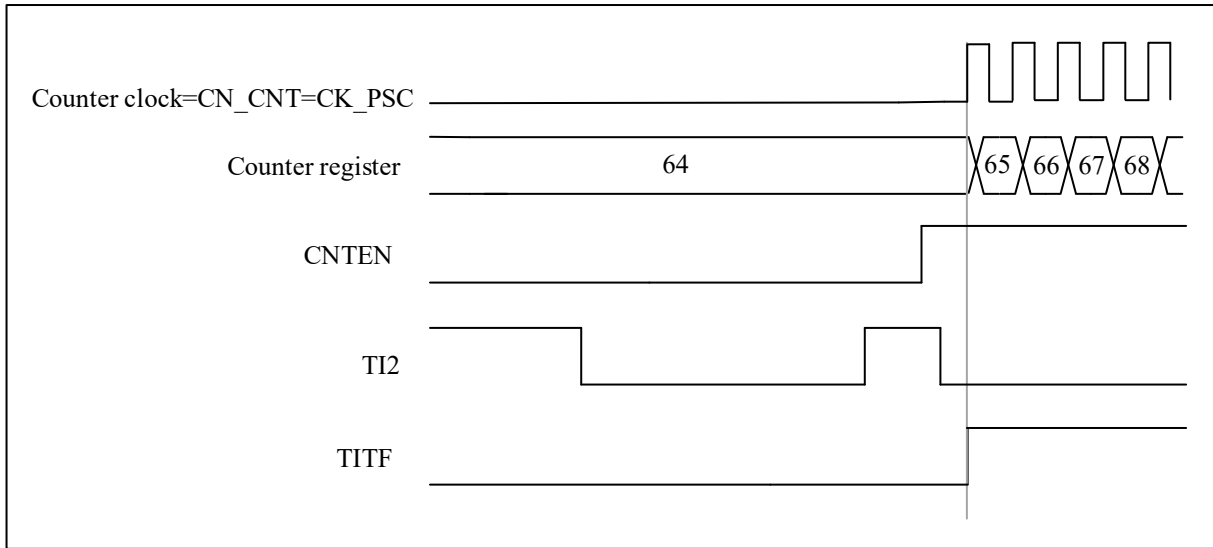 Counter clock=CN_CNT=CK_PSC
Counter register
64
65
66
67
68
CNTEN
TI2
TITF